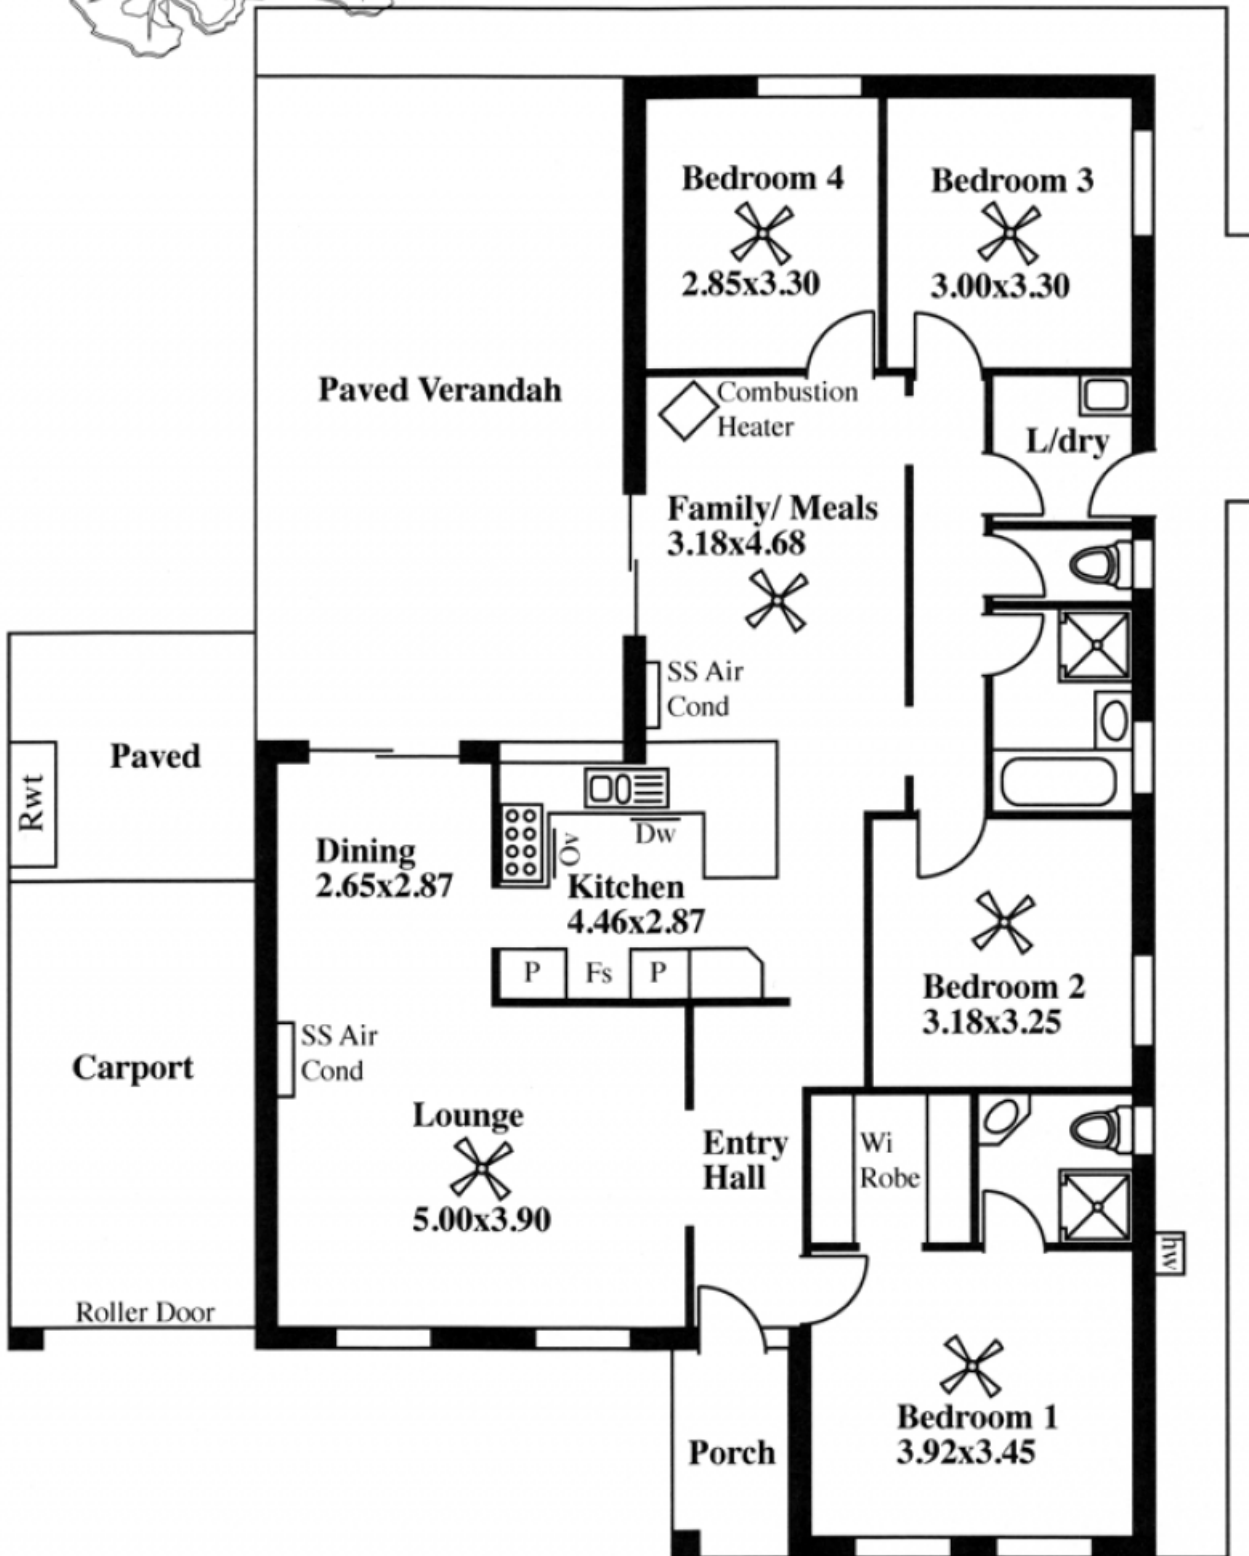 Bedroom 4
2.85x3.30
Bedroom 3
3.00x3.30
Paved Verandah
Combustion
Heater
L/dry
Family/ Meals
3.18x4.68
SS Air
Cond
Paved
Rwt
Dining
2.65x2.87
Ov
Dw
Kitchen
4.46x2.87
P
Fs
P
Bedroom 2
3.18x3.25
SS Air
Cond
Carport
Lounge
5.00x3.90
Entry
Hall
Wi
Robe
hw
Roller Door
Bedroom 1
3.92x3.45
Porch